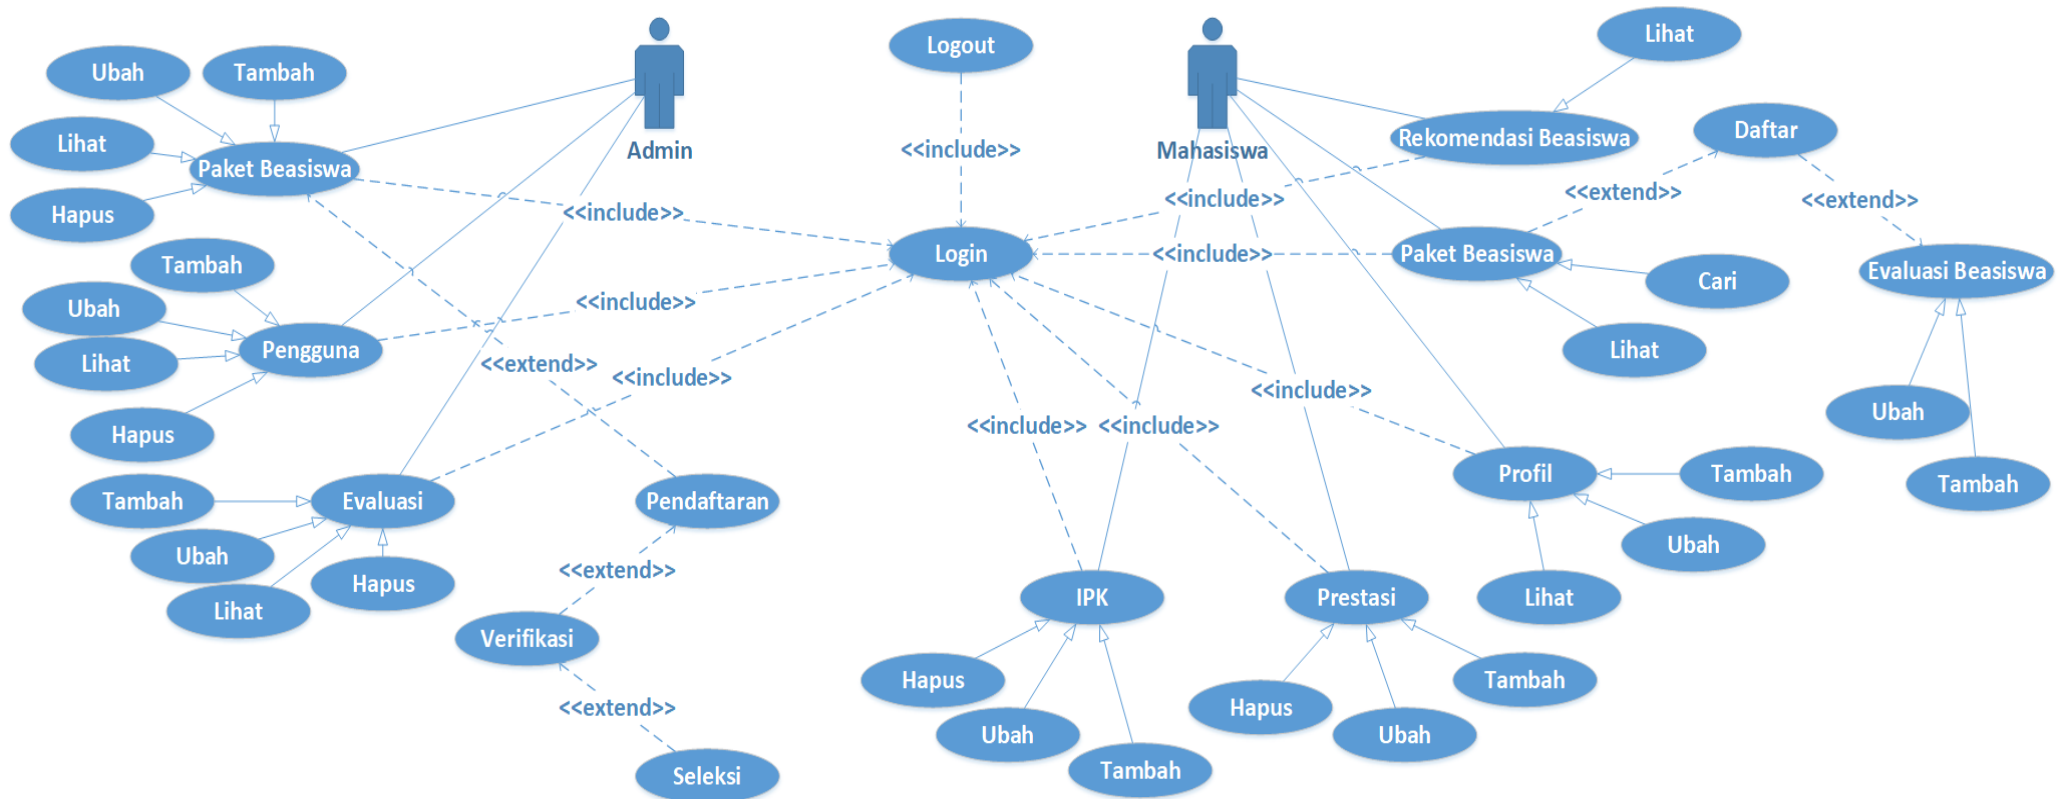 Lihat
Logout
Ubah
Tambah
Daftar
Rekomendasi Beasiswa
Lihat
Admin
<<include>>
Mahasiswa
Paket Beasiswa
<<extend>>
<<include>>
<<extend>>
Hapus
<<include>>
Login
<<include>>
Paket Beasiswa
Tambah
Evaluasi Beasiswa
Cari
<<include>>
Ubah
Pengguna
Lihat
Lihat
<<extend>>
<<include>>
<<include>>
Ubah
<<include>>
<<include>>
Hapus
Profil
Tambah
Tambah
Tambah
Evaluasi
Pendaftaran
Ubah
Ubah
<<extend>>
Hapus
Lihat
IPK
Prestasi
Lihat
Verifikasi
Hapus
Tambah
<<extend>>
Hapus
Ubah
Ubah
Tambah
Seleksi